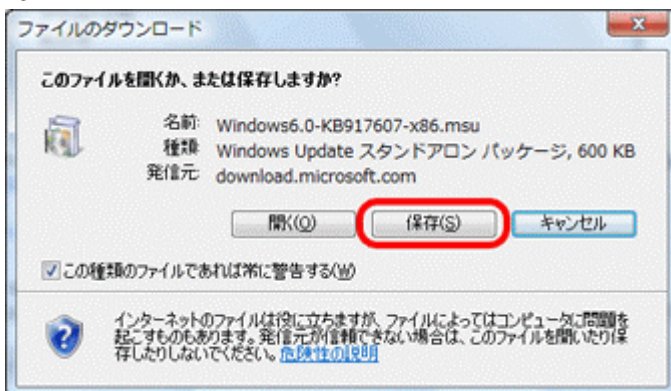 ファイルのダウンロード
このファイルを開くか、または保存しますか?
名前: Windows6.0-KB917607-x86.msu
種類: Windows Update スタンドアロン パッケージ, 600 KB
発信元: download.microsoft.com
開く(O) 保存(S) キャンセル
この種類のファイルであれば常に警告する(W)
インターネットのファイルは役に立ちますが、ファイルによってはコンピュータに問題を
起こすものもあります。発信元が信頼できない場合は、このファイルを開いたり保
存したりしないでください。危険性の説明